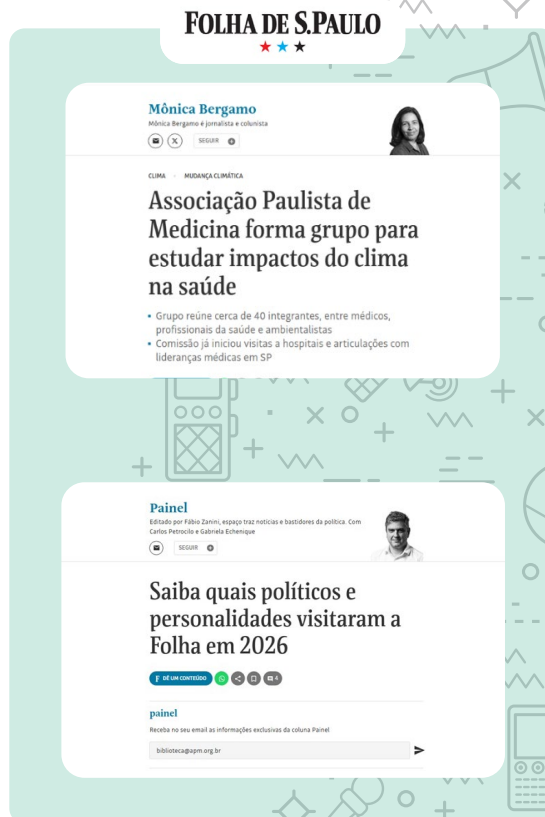 FOLHA DE S.PAULO
Mônica Bergamo
Mônica Bergamo é jornalista e colunista
SEGUIR
CLIMA · MUDANÇA CLIMÁTICA
Associação Paulista de
Medicina forma grupo para
estudar impactos do clima
na saúde
• Grupo reúne cerca de 40 integrantes, entre médicos,
profissionais da saúde e ambientalistas
• Comissão já iniciou visitas a hospitais e articulações com
lideranças médicas em SP
Painel
Editado por Fábio Zanini, espaço traz notícias e bastidores da política. Com
Carlos Petrocilo e Gabriela Echenique
SEGUIR
Saiba quais políticos e
personalidades visitaram a
Folha em 2026
F DÊ UM CONTEÚDO
4
painel
Receba no seu email as informações exclusivas da coluna Painel
biblioteca@apm.org.br